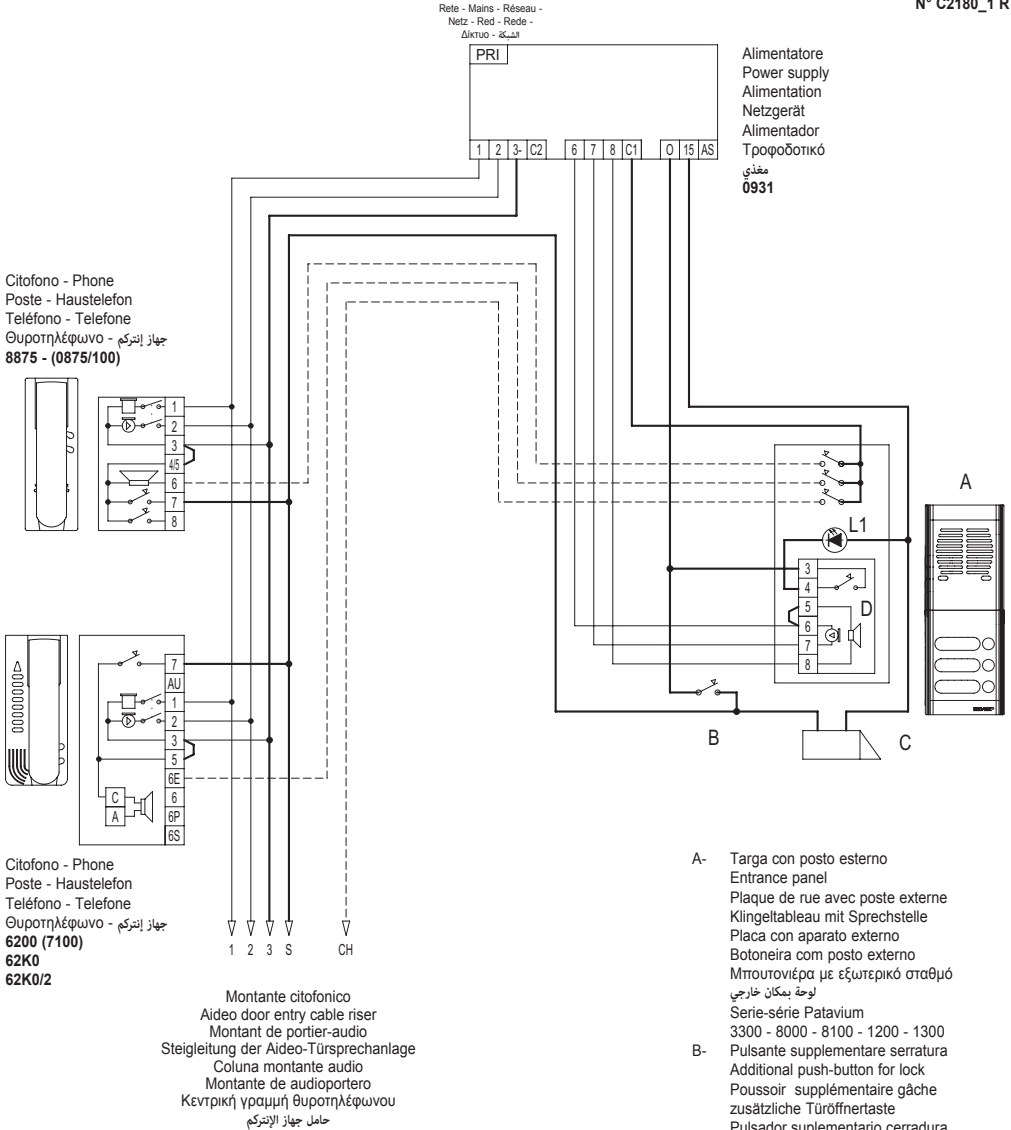 N° C2180_1 R
Rete - Mains - Réseau -
Netz - Red - Rede -
Δίκτυο - الشبكة
PRI
Alimentatore
Power supply
Alimentation
Netzgerät
Alimentador
Τροφοδοτικό
مغذي
0931
1 2 3- C2 6 7 8 C1 O 15 AS
Citofono - Phone
Poste - Haustelefon
Teléfono - Telefone
Θυροτηλέφωνο - جهاز إنتركم
8875 - (0875/100)
1
2
3
4/5
6
7
8
A
L1
3
4
5
6
7
8
D
B
C
7
AU
1
2
3
5
6E
6
6P
6S
C
A
Citofono - Phone
Poste - Haustelefon
Teléfono - Telefone
Θυροτηλέφωνο - جهاز إنتركم
6200 (7100)
62K0
62K0/2
1 2 3 S CH
Montante citofonico
Aideo door entry cable riser
Montant de portier-audio
Steigleitung der Aideo-Türsprechanlage
Coluna montante audio
Montante de audioportero
Κεντρική γραμμή θυροτηλέφωνου
حامل جهاز الإنتركم
A- Targa con posto esterno
Entrance panel
Plaque de rue avec poste externe
Klingeltableau mit Sprechstelle
Placa con aparato externo
Botoneira com posto externo
Μπουτονιέρα με εξωτερικό σταθμό
لوحة بمكان خارجي
Serie-série Patavium
3300 - 8000 - 8100 - 1200 - 1300
B- Pulsante supplementare serratura
Additional push-button for lock
Poussoir supplémentaire gâche
zusätzliche Türöffnertaste
Pulsador suplementario cerradura